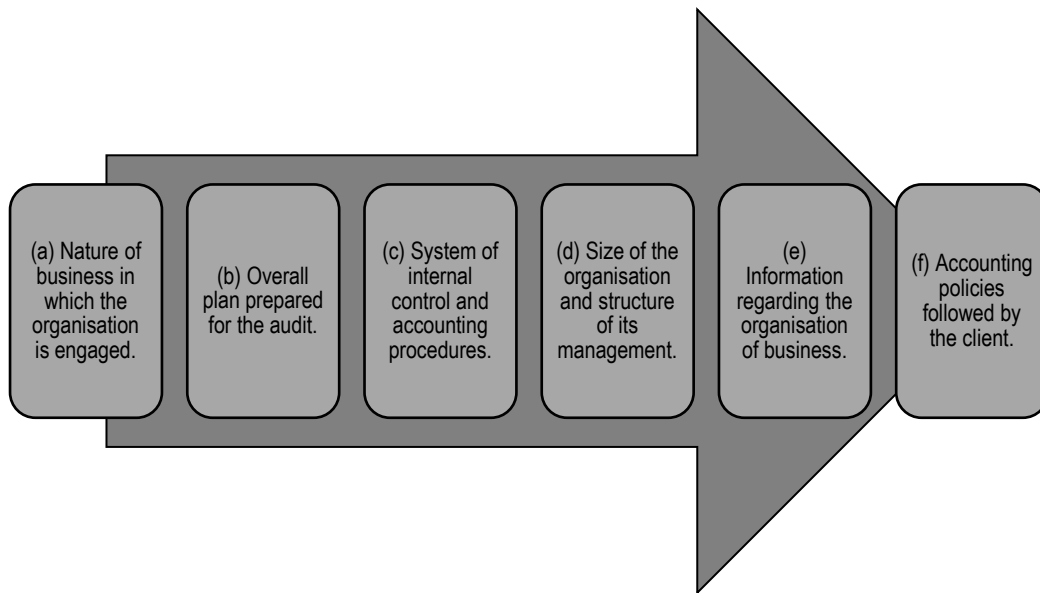 (a) Nature of
business in
which the
organisation
is engaged.
(b) Overall
plan prepared
for the audit.
(c) System of
internal
control and
accounting
procedures.
(d) Size of the
organisation
and structure
of its
management.
(e)
Information
regarding the
organisation
of business.
(f) Accounting
policies
followed by
the client.